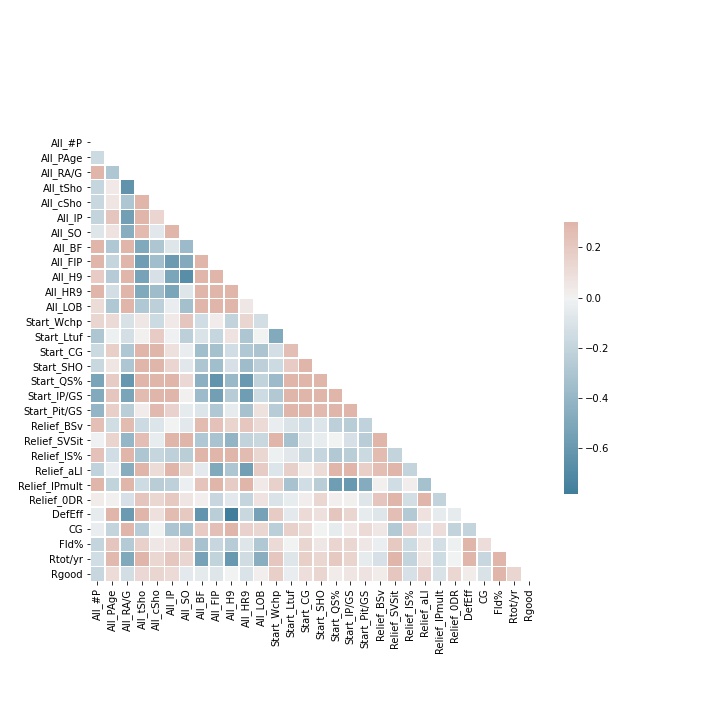 All_#P
All_PAge
All_RA/G
All_tSho
All_cSho
All_IP
All_SO
All_BF
All_FIP
All_H9
All_HR9
All_LOB
Start_Wchp
Start_Ltuf
Start_CG
Start_SHO
Start_QS%
Start_IP/GS
Start_Pit/GS
Relief_BSv
Relief_SVSit
Relief_IS%
Relief_aLI
Relief_IPmult
Relief_0DR
DefEff
CG
Fld%
Rtot/yr
Rgood
All_#P
All_PAge
All_RA/G
All_tSho
All_cSho
All_IP
All_SO
All_BF
All_FIP
All_H9
All_HR9
All_LOB
Start_Wchp
Start_Ltuf
Start_CG
Start_SHO
Start_QS%
Start_IP/GS
Start_Pit/GS
Relief_BSv
Relief_SVSit
Relief_IS%
Relief_aLI
Relief_IPmult
Relief_0DR
DefEff
CG
Fld%
Rtot/yr
Rgood
0.2
0.0
−0.2
−0.4
−0.6